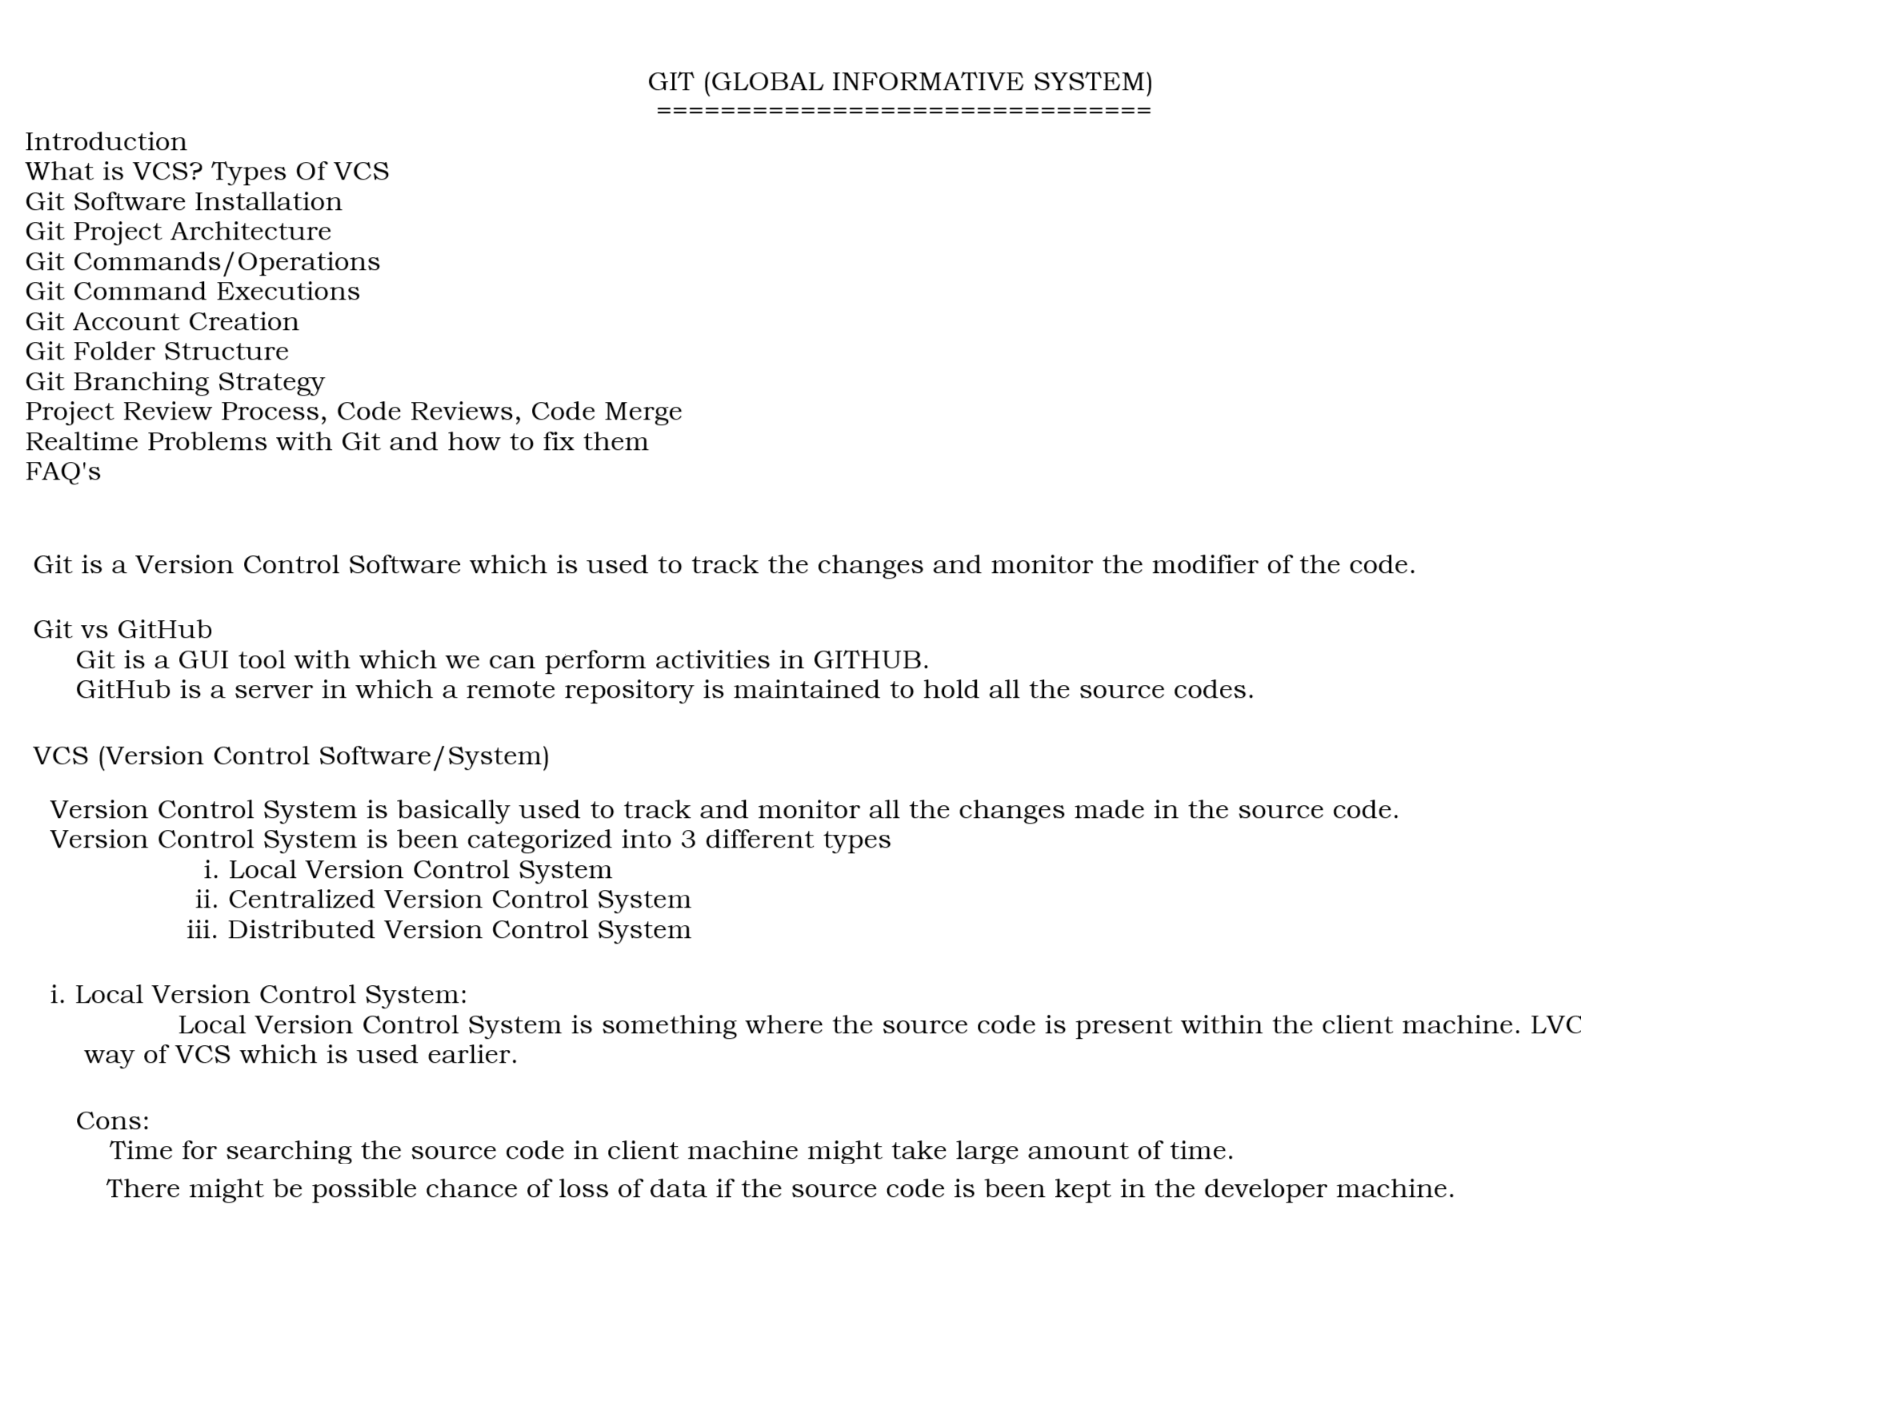 GIT (GLOBAL INFORMATIVE SYSTEM)
===============================
Introduction
What is VCS? Types Of VCS
Git Software Installation
Git Project Architecture
Git Commands/Operations
Git Command Executions
Git Account Creation
Git Folder Structure
Git Branching Strategy
Project Review Process, Code Reviews, Code Merge
Realtime Problems with Git and how to fix them
FAQ's
Git is a Version Control Software which is used to track the changes and monitor the modifier of the code.
Git vs GitHub
Git is a GUI tool with which we can perform activities in GITHUB.
GitHub is a server in which a remote repository is maintained to hold all the source codes.
VCS (Version Control Software/System)
Version Control System is basically used to track and monitor all the changes made in the source code.
Version Control System is been categorized into 3 different types
i. Local Version Control System
ii. Centralized Version Control System
iii. Distributed Version Control System
i. Local Version Control System:
Local Version Control System is something where the source code is present within the client machine. LVC
way of VCS which is used earlier.
Cons:
Time for searching the source code in client machine might take large amount of time.
There might be possible chance of loss of data if the source code is been kept in the developer machine.